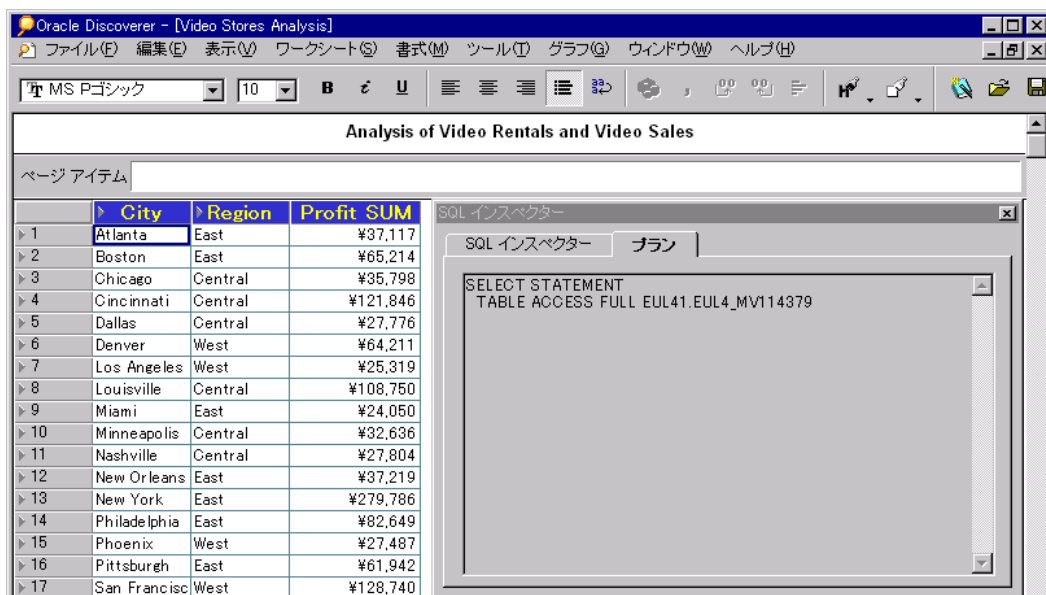 Oracle Discoverer - [Video Stores Analysis]
ファイル(F) 編集(E) 表示(V) ワークシート(S) 書式(M) ツール(T) グラフ(G) ウィンドウ(W) ヘルプ(H)
MS Pゴシック 10 B i U
Analysis of Video Rentals and Video Sales
ページ アイテム
City Region Profit SUM
1 Atlanta East ¥37,117
2 Boston East ¥65,214
3 Chicago Central ¥35,798
4 Cincinnati Central ¥121,846
5 Dallas Central ¥27,776
6 Denver West ¥64,211
7 Los Angeles West ¥25,319
8 Louisville Central ¥108,750
9 Miami East ¥24,050
10 Minneapolis Central ¥32,636
11 Nashville Central ¥27,804
12 New Orleans East ¥37,219
13 New York East ¥279,786
14 Philadelphia East ¥82,649
15 Phoenix West ¥27,487
16 Pittsburgh East ¥61,942
17 San Francisc West ¥128,740
SQL インスペクター
SQL インスペクター プラン
SELECT STATEMENT
TABLE ACCESS FULL EUL41.EUL4_MV114379